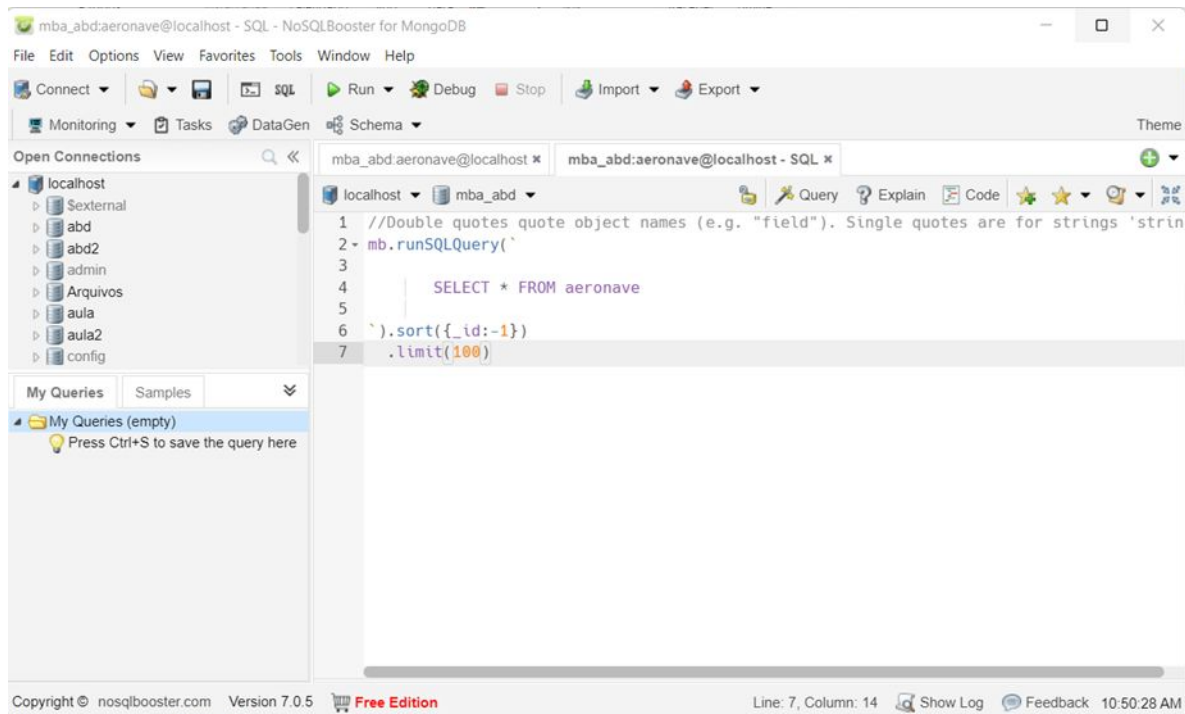 mba_abd:aeronave@localhost - SQL - NoSQLBooster for MongoDB
File Edit Options View Favorites Tools Window Help
Connect SQL Run Debug Stop Import Export
Monitoring Tasks DataGen Schema Theme
Open Connections
localhost
$external
abd
abd2
admin
Arquivos
aula
aula2
config
My Queries Samples
My Queries (empty)
Press Ctrl+S to save the query here
mba_abd:aeronave@localhost mba_abd:aeronave@localhost - SQL
localhost mba_abd Query Explain Code
1 //Double quotes quote object names (e.g. "field"). Single quotes are for strings 'strin
2 mb.runSQLQuery(`
3
4 SELECT * FROM aeronave
5
6 `).sort({_id:-1})
7 .limit(100)
Copyright © nosqlbooster.com Version 7.0.5 Free Edition Line: 7, Column: 14 Show Log Feedback 10:50:28 AM